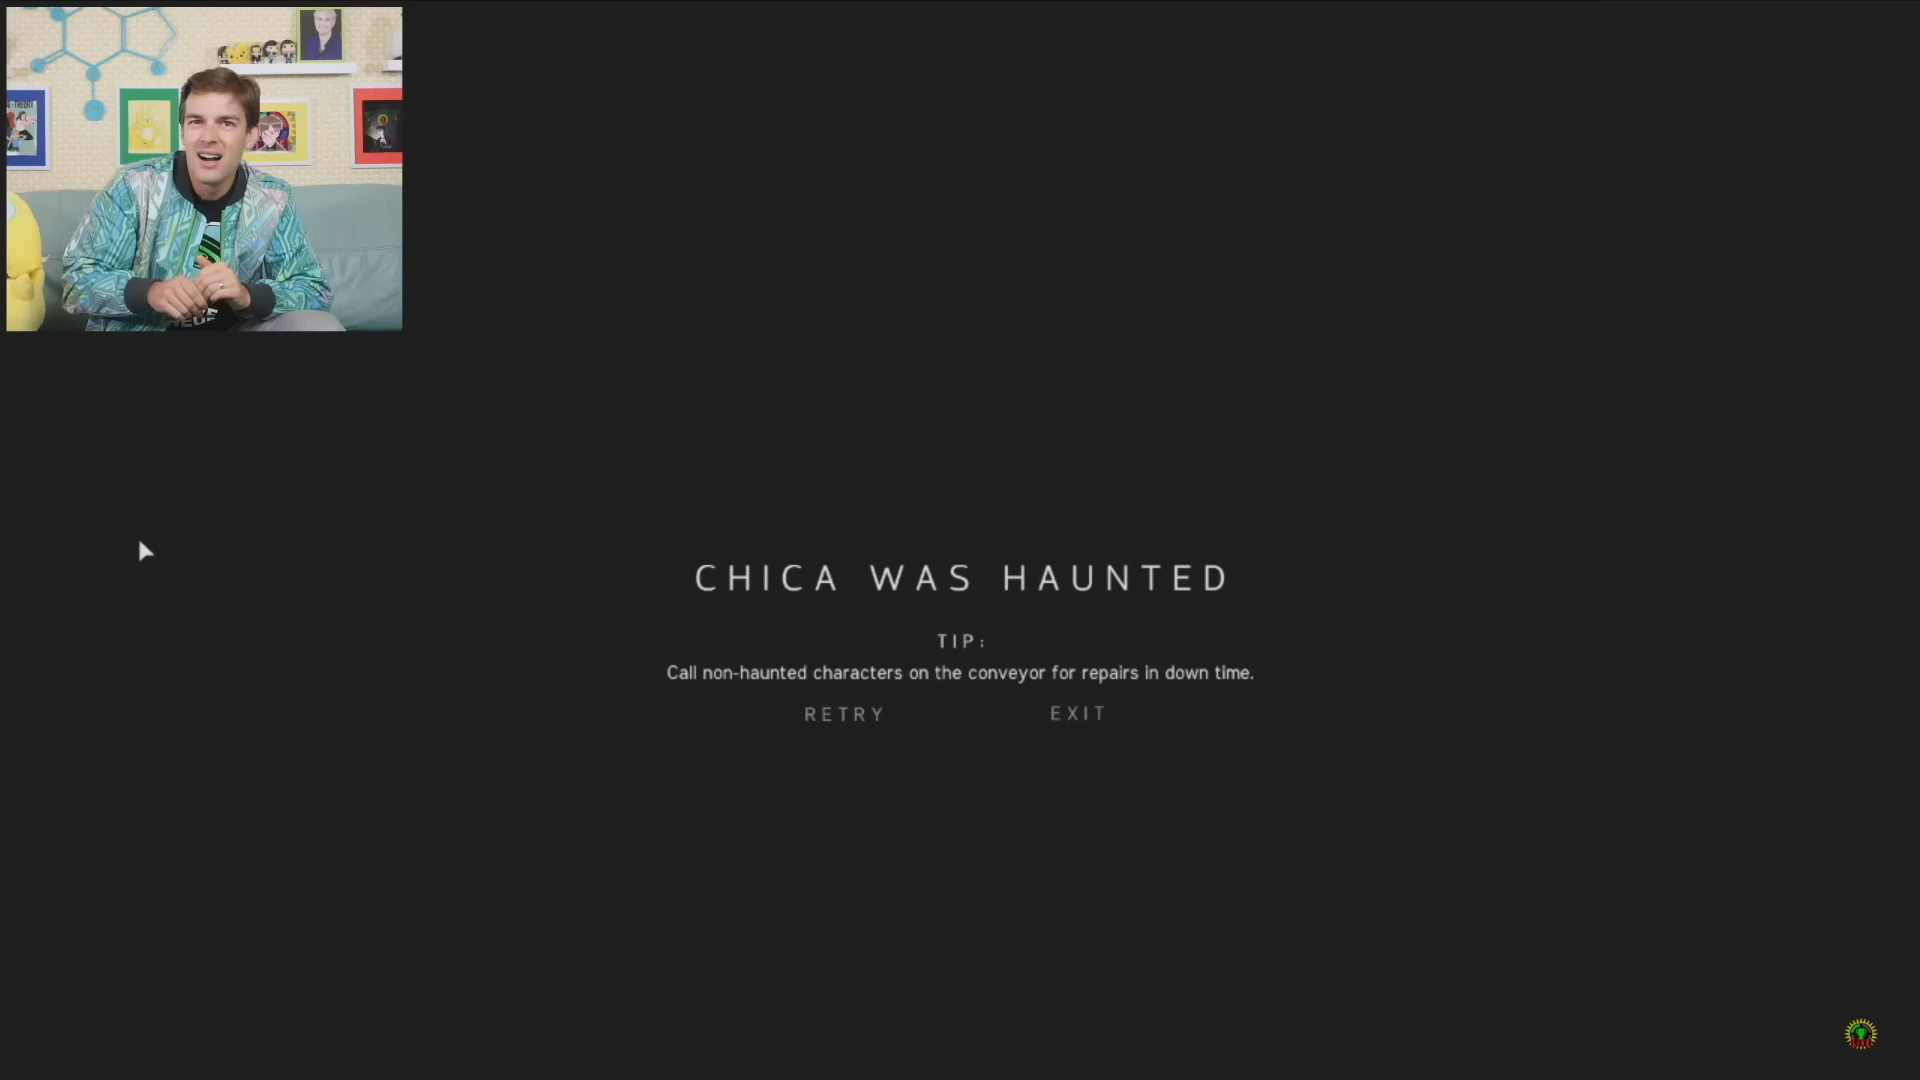 CHICA WAS HAUNTED
TIP:
Call non-haunted characters on the conveyor for repairs in down time.
RETRY
EXIT